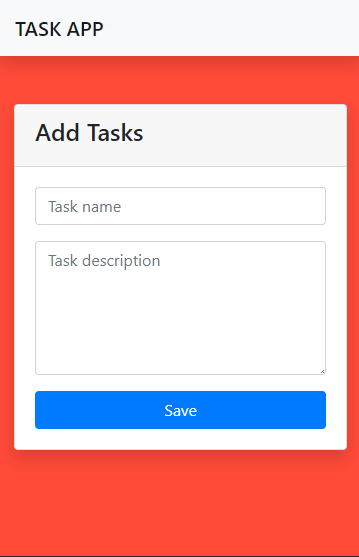 TASK APP
Add Tasks
Task name
Task description
Save